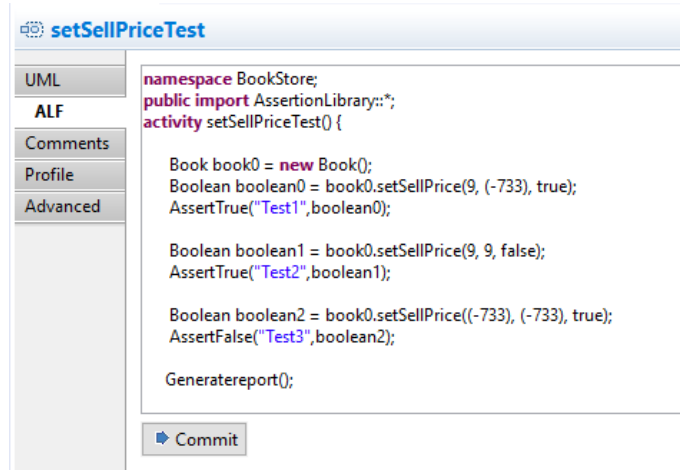 setSellPriceTest
UML
ALF
Comments
Profile
Advanced
namespace BookStore;
public import AssertionLibrary::*;
activity setSellPriceTest() {
Book book0 = new Book();
Boolean boolean0 = book0.setSellPrice(9, (-733), true);
AssertTrue("Test1",boolean0);
Boolean boolean1 = book0.setSellPrice(9, 9, false);
AssertTrue("Test2",boolean1);
Boolean boolean2 = book0.setSellPrice((-733), (-733), true);
AssertFalse("Test3",boolean2);
Generatereport();
Commit